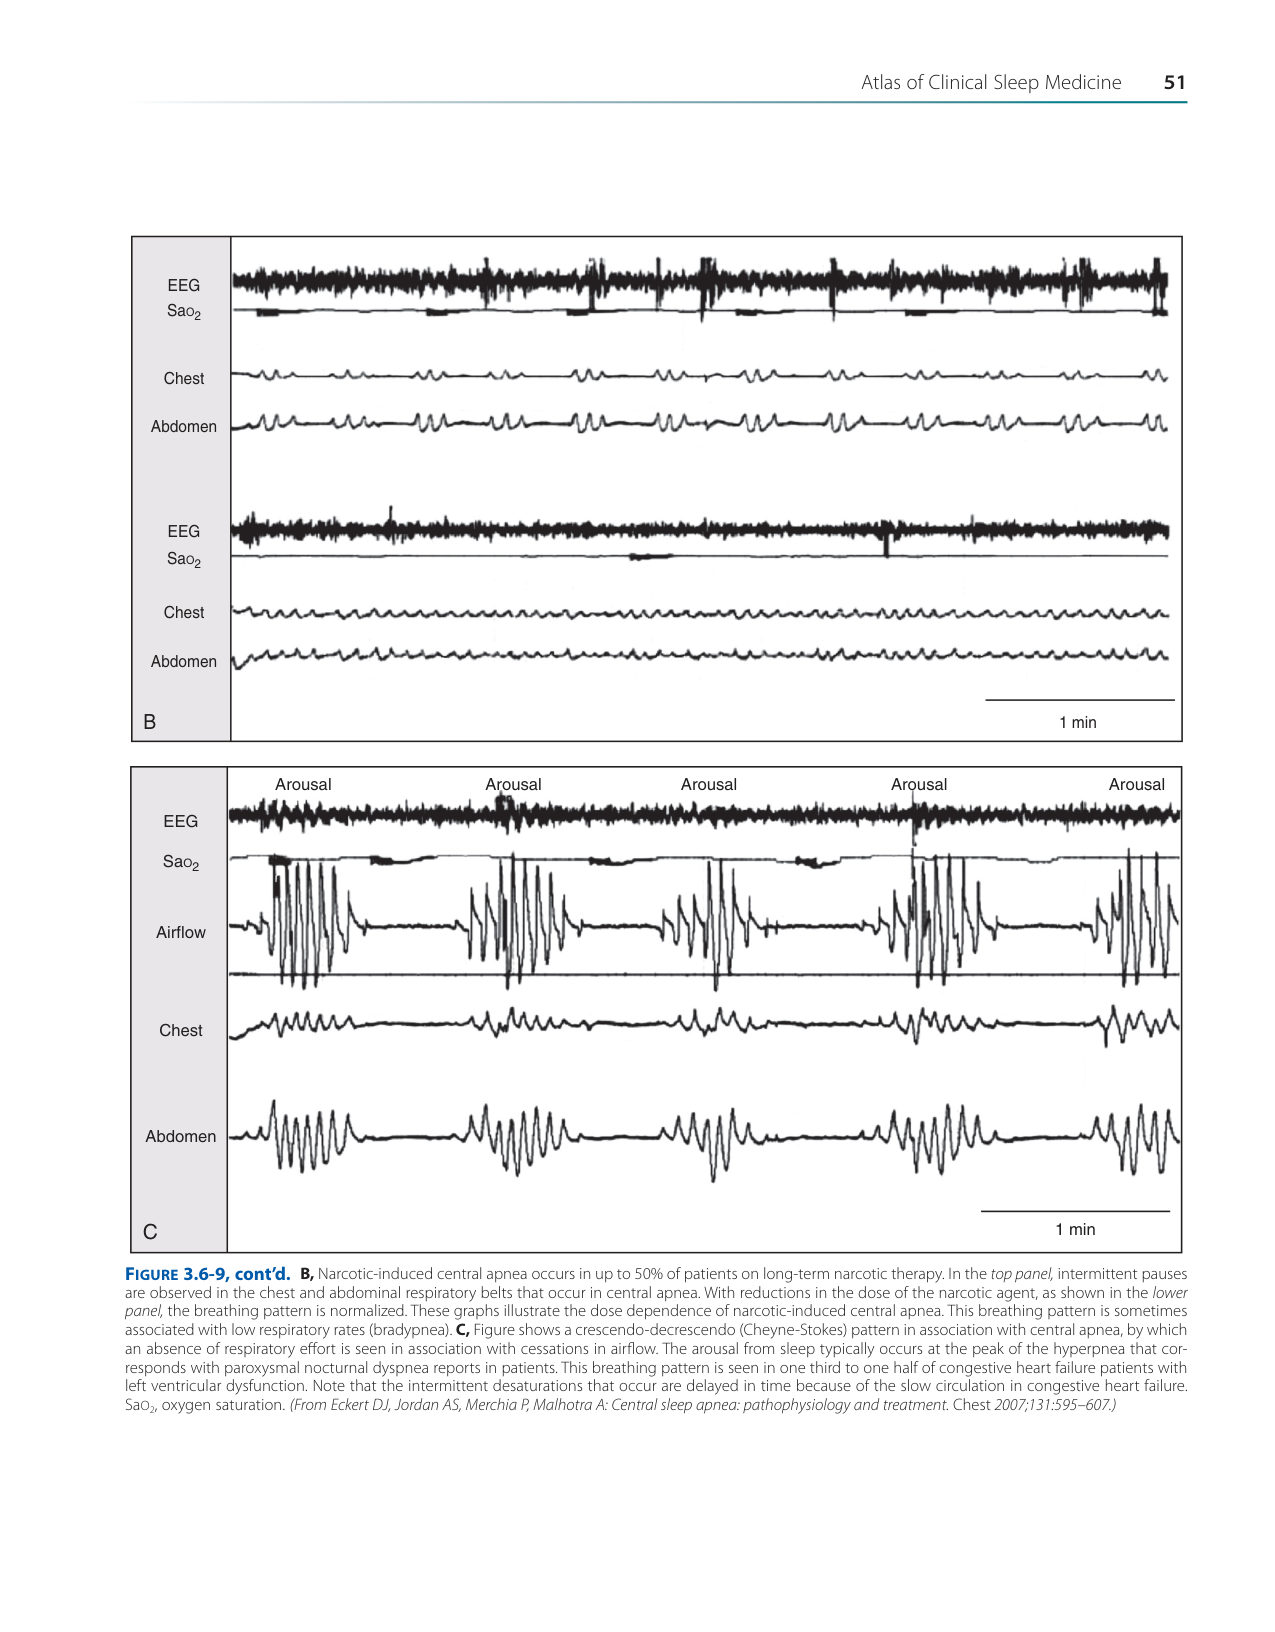 Atlas of Clinical Sleep Medicine 51
EEG
Sao2
Chest
Abdomen
EEG
Sao2
Chest
Abdomen
B
1 min
Arousal Arousal Arousal Arousal Arousal
EEG
Sao2
Airflow
Chest
Abdomen
C
1 min
FIGURE 3.6-9, cont'd. B, Narcotic-induced central apnea occurs in up to 50% of patients on long-term narcotic therapy. In the top panel, intermittent pauses
are observed in the chest and abdominal respiratory belts that occur in central apnea. With reductions in the dose of the narcotic agent, as shown in the lower
panel, the breathing pattern is normalized. These graphs illustrate the dose dependence of narcotic-induced central apnea. This breathing pattern is sometimes
associated with low respiratory rates (bradypnea). C, Figure shows a crescendo-decrescendo (Cheyne-Stokes) pattern in association with central apnea, by which
an absence of respiratory effort is seen in association with cessations in airflow. The arousal from sleep typically occurs at the peak of the hyperpnea that cor-
responds with paroxysmal nocturnal dyspnea reports in patients. This breathing pattern is seen in one third to one half of congestive heart failure patients with
left ventricular dysfunction. Note that the intermittent desaturations that occur are delayed in time because of the slow circulation in congestive heart failure.
SaO2, oxygen saturation. (From Eckert DJ, Jordan AS, Merchia P, Malhotra A: Central sleep apnea: pathophysiology and treatment. Chest 2007;131:595–607.)